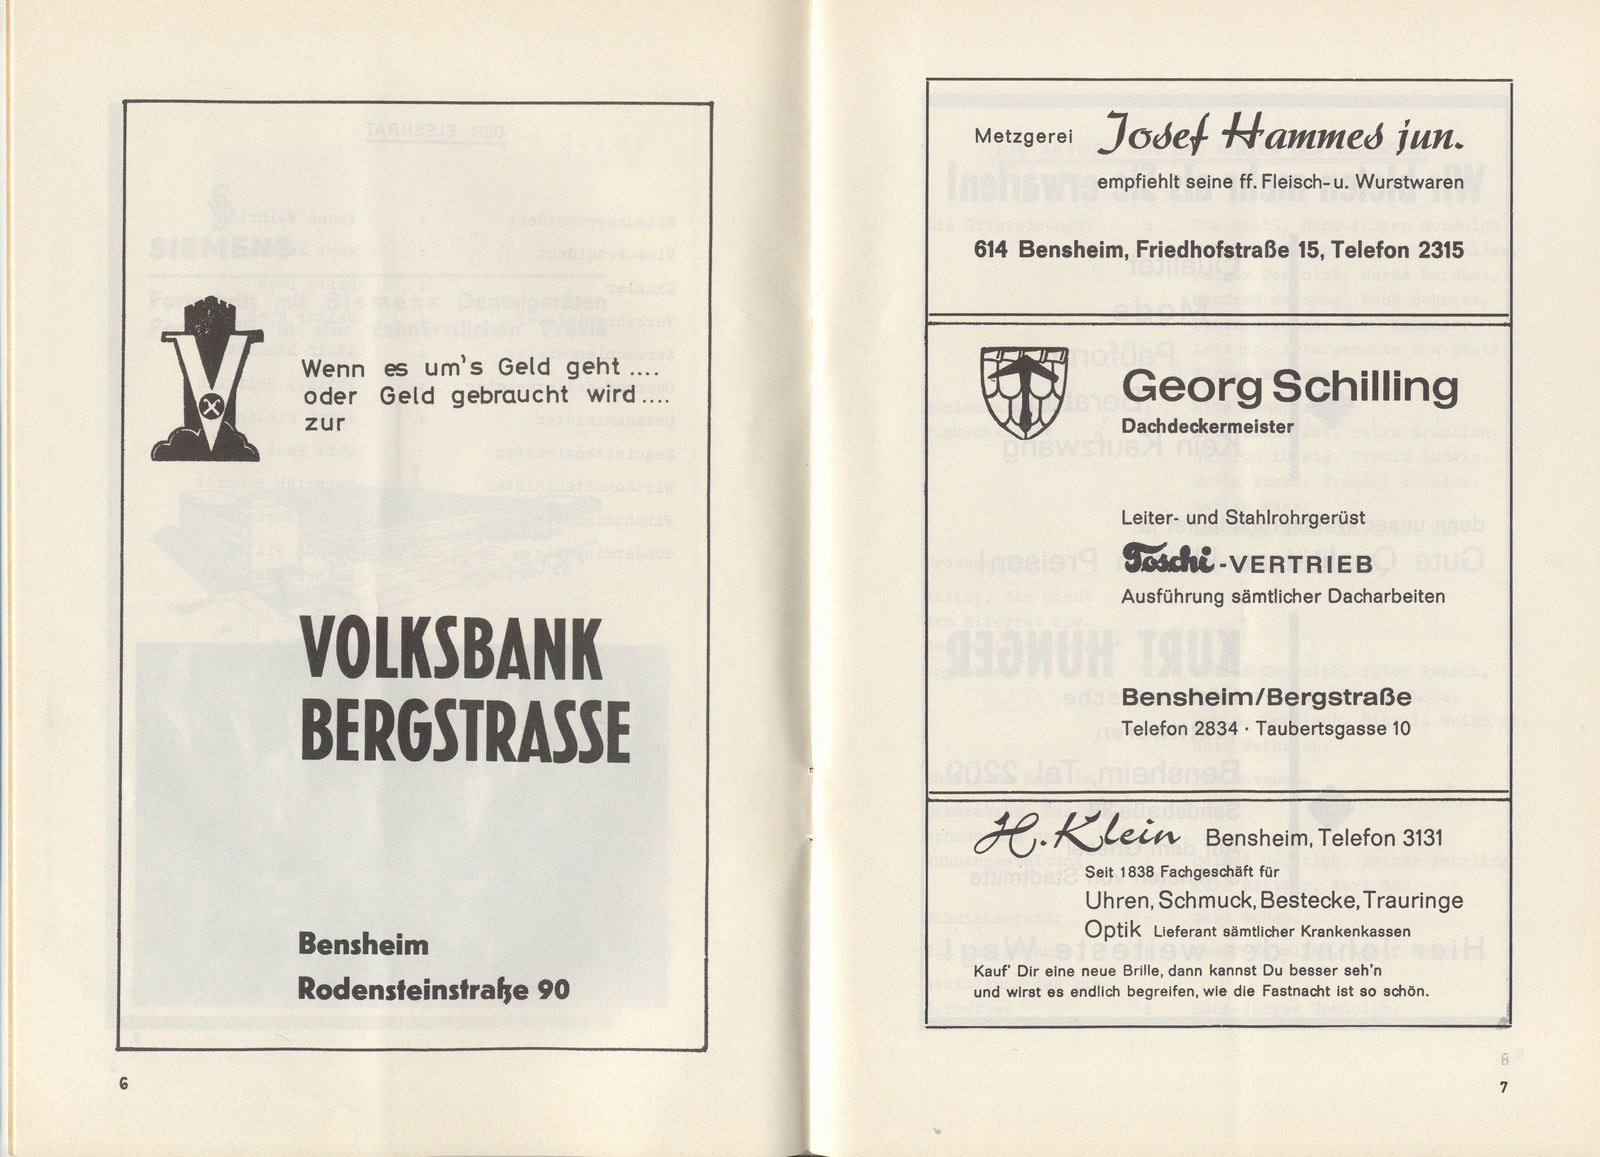 Wenn es um's Geld geht ....
oder Geld gebraucht wird ....
zur
VOLKSBANK
BERGSTRASSE
Bensheim
Rodensteinstraße 90
6
Metzgerei Josef Hammes jun.
empfiehlt seine ff. Fleisch- u. Wurstwaren
614 Bensheim, Friedhofstraße 15, Telefon 2315
Georg Schilling
Dachdeckermeister
Leiter- und Stahlrohrgerüst
Toschi-VERTRIEB
Ausführung sämtlicher Dacharbeiten
Bensheim/Bergstraße
Telefon 2834 · Taubertsgasse 10
H. Klein Bensheim, Telefon 3131
Seit 1838 Fachgeschäft für
Uhren, Schmuck, Bestecke, Trauringe
Optik Lieferant sämtlicher Krankenkassen
Kauf' Dir eine neue Brille, dann kannst Du besser seh'n
und wirst es endlich begreifen, wie die Fastnacht ist so schön.
7